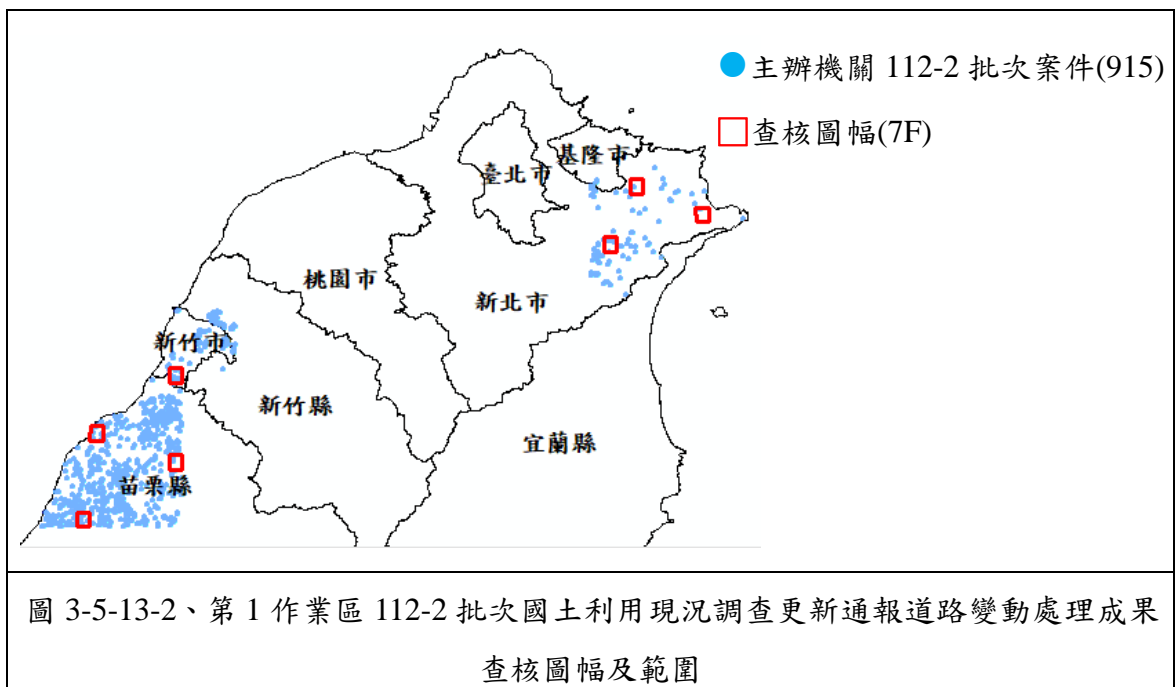 主辦機關 112-2 批次案件(915)
查核圖幅(7F)
基隆市
臺北市
桃園市
新北市
新竹市
新竹縣
宜蘭縣
苗栗縣
圖 3-5-13-2、第 1 作業區 112-2 批次國土利用現況調查更新通報道路變動處理成果
查核圖幅及範圍